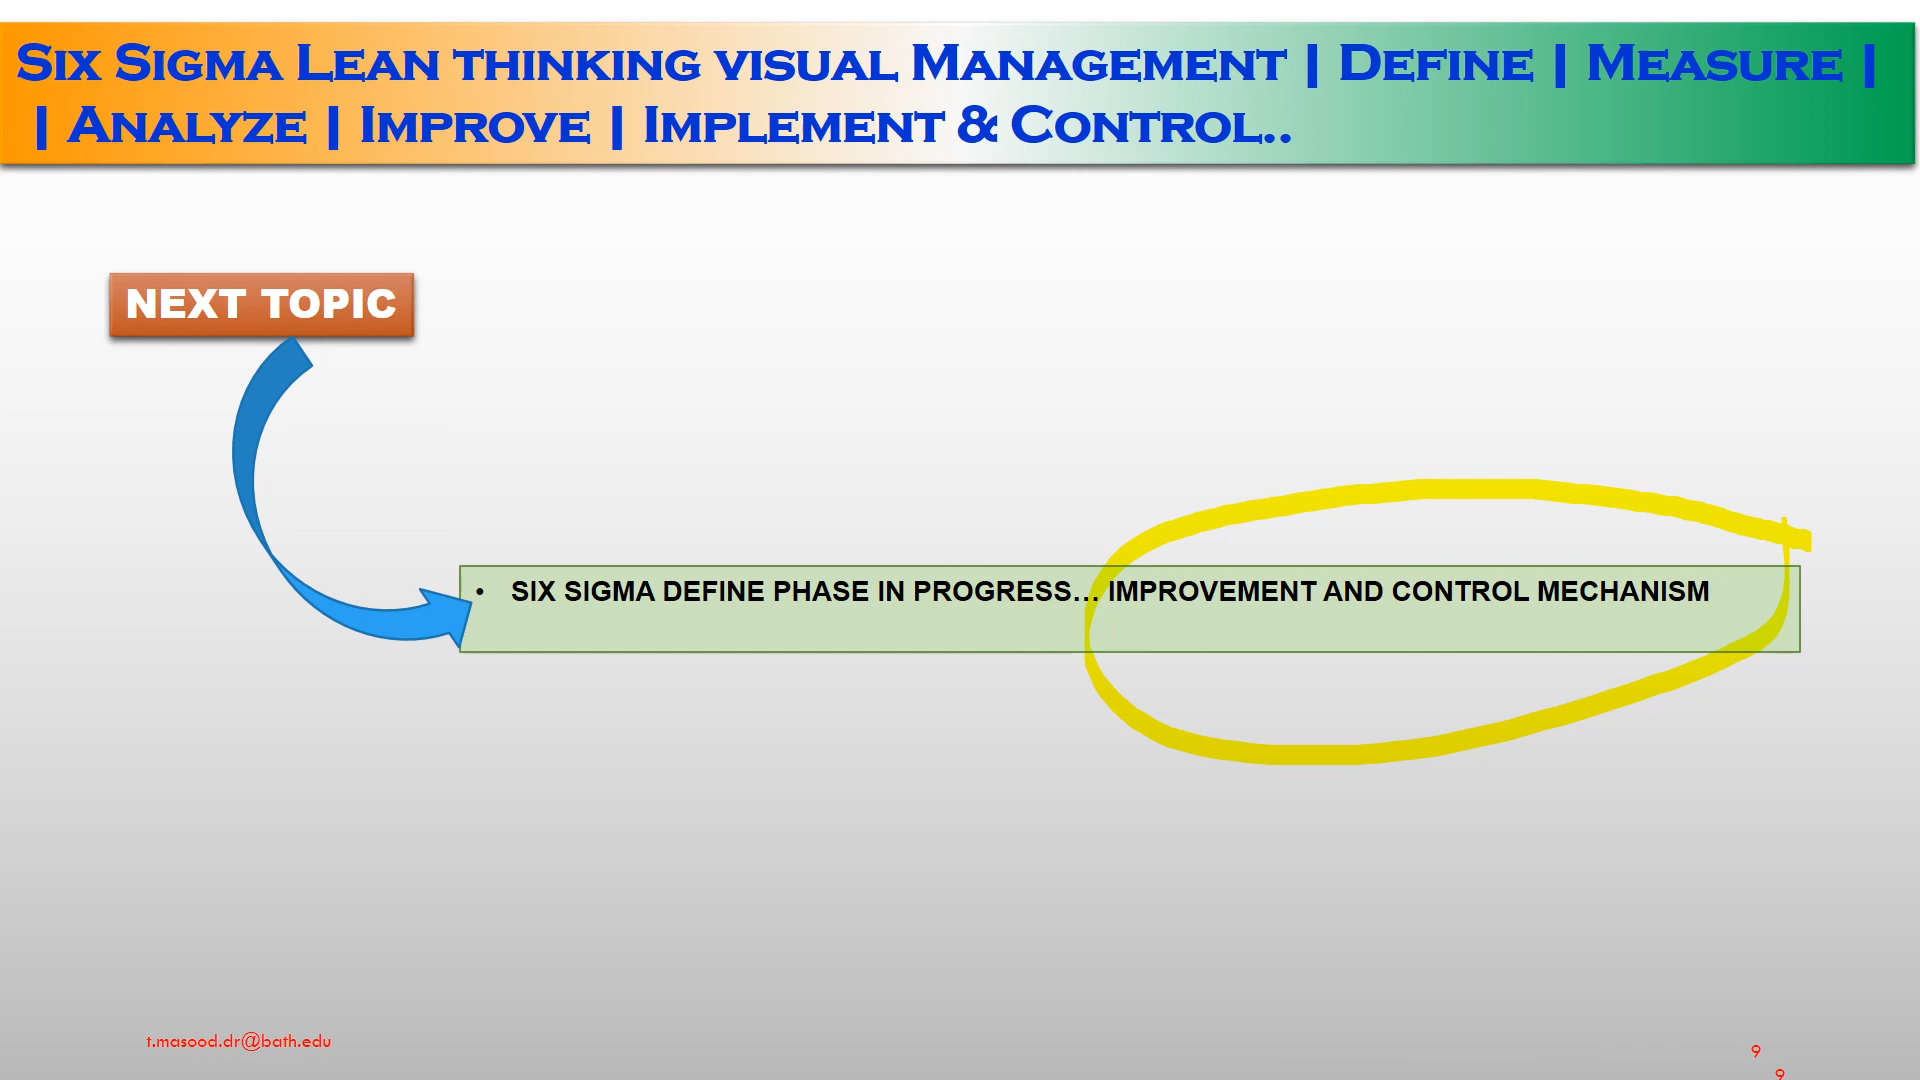 Six Sigma Lean thinking visual Management | Define | Measure |
| Analyze | Improve | Implement & Control..
NEXT TOPIC
• SIX SIGMA DEFINE PHASE IN PROGRESS… IMPROVEMENT AND CONTROL MECHANISM
t.masood.dr@bath.edu
9
9